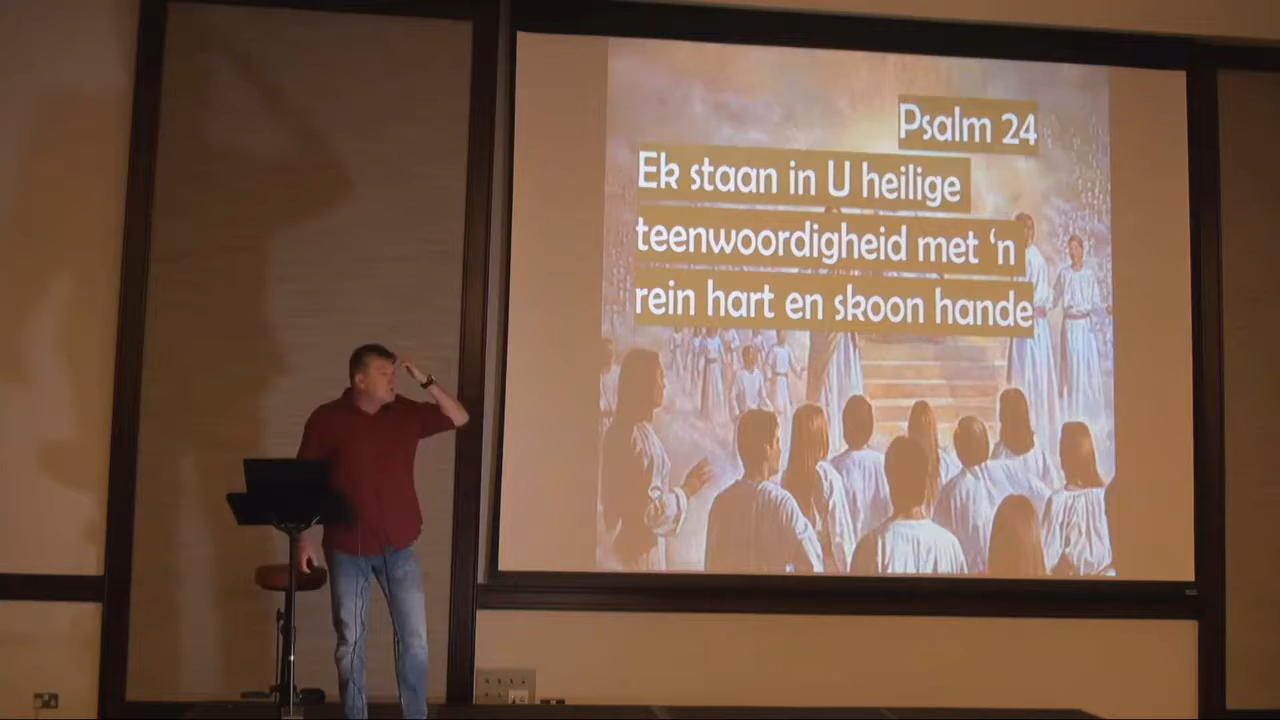 Psalm 24
Ek staan in U heilige
teenwoordigheid met ‘n
rein hart en skoon hande